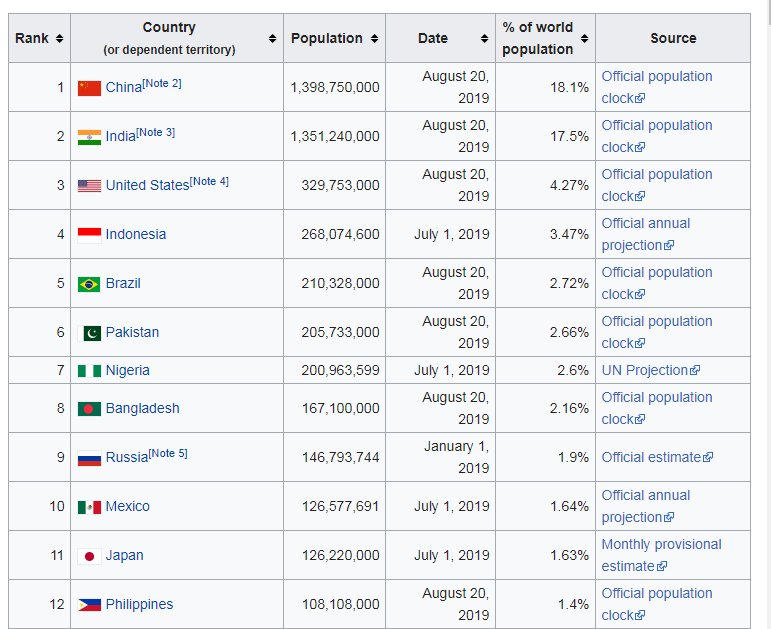 Rank Country (or dependent territory) Population Date % of world population Source
1 China[Note 2] 1,398,750,000 August 20, 2019 18.1% Official population clock
2 India[Note 3] 1,351,240,000 August 20, 2019 17.5% Official population clock
3 United States[Note 4] 329,753,000 August 20, 2019 4.27% Official population clock
4 Indonesia 268,074,600 July 1, 2019 3.47% Official annual projection
5 Brazil 210,328,000 August 20, 2019 2.72% Official population clock
6 Pakistan 205,733,000 August 20, 2019 2.66% Official population clock
7 Nigeria 200,963,599 July 1, 2019 2.6% UN Projection
8 Bangladesh 167,100,000 August 20, 2019 2.16% Official population clock
9 Russia[Note 5] 146,793,744 January 1, 2019 1.9% Official estimate
10 Mexico 126,577,691 July 1, 2019 1.64% Official annual projection
11 Japan 126,220,000 July 1, 2019 1.63% Monthly provisional estimate
12 Philippines 108,108,000 August 20, 2019 1.4% Official population clock